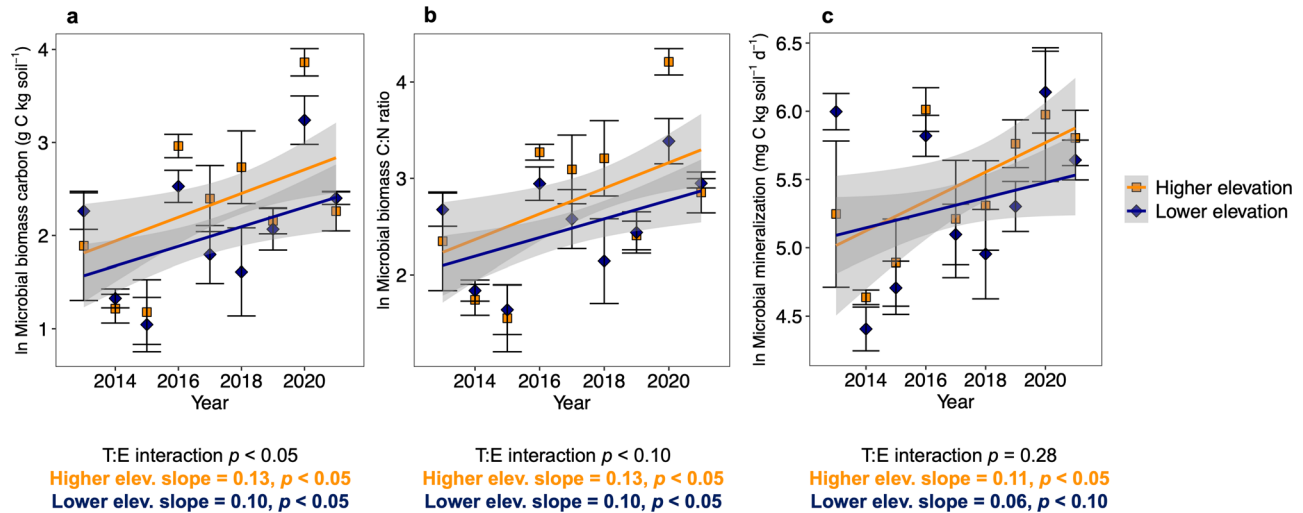 a
ln Microbial biomass carbon (g C kg soil⁻¹)
4
3
2
1
2014 2016 2018 2020
Year
T:E interaction p < 0.05
Higher elev. slope = 0.13, p < 0.05
Lower elev. slope = 0.10, p < 0.05
b
ln Microbial biomass C:N ratio
4
3
2
2014 2016 2018 2020
Year
T:E interaction p < 0.10
Higher elev. slope = 0.13, p < 0.05
Lower elev. slope = 0.10, p < 0.05
c
ln Microbial mineralization (mg C kg soil⁻¹ d⁻¹)
6.5
6.0
5.5
5.0
4.5
2014 2016 2018 2020
Year
T:E interaction p = 0.28
Higher elev. slope = 0.11, p < 0.05
Lower elev. slope = 0.06, p < 0.10
Higher elevation
Lower elevation